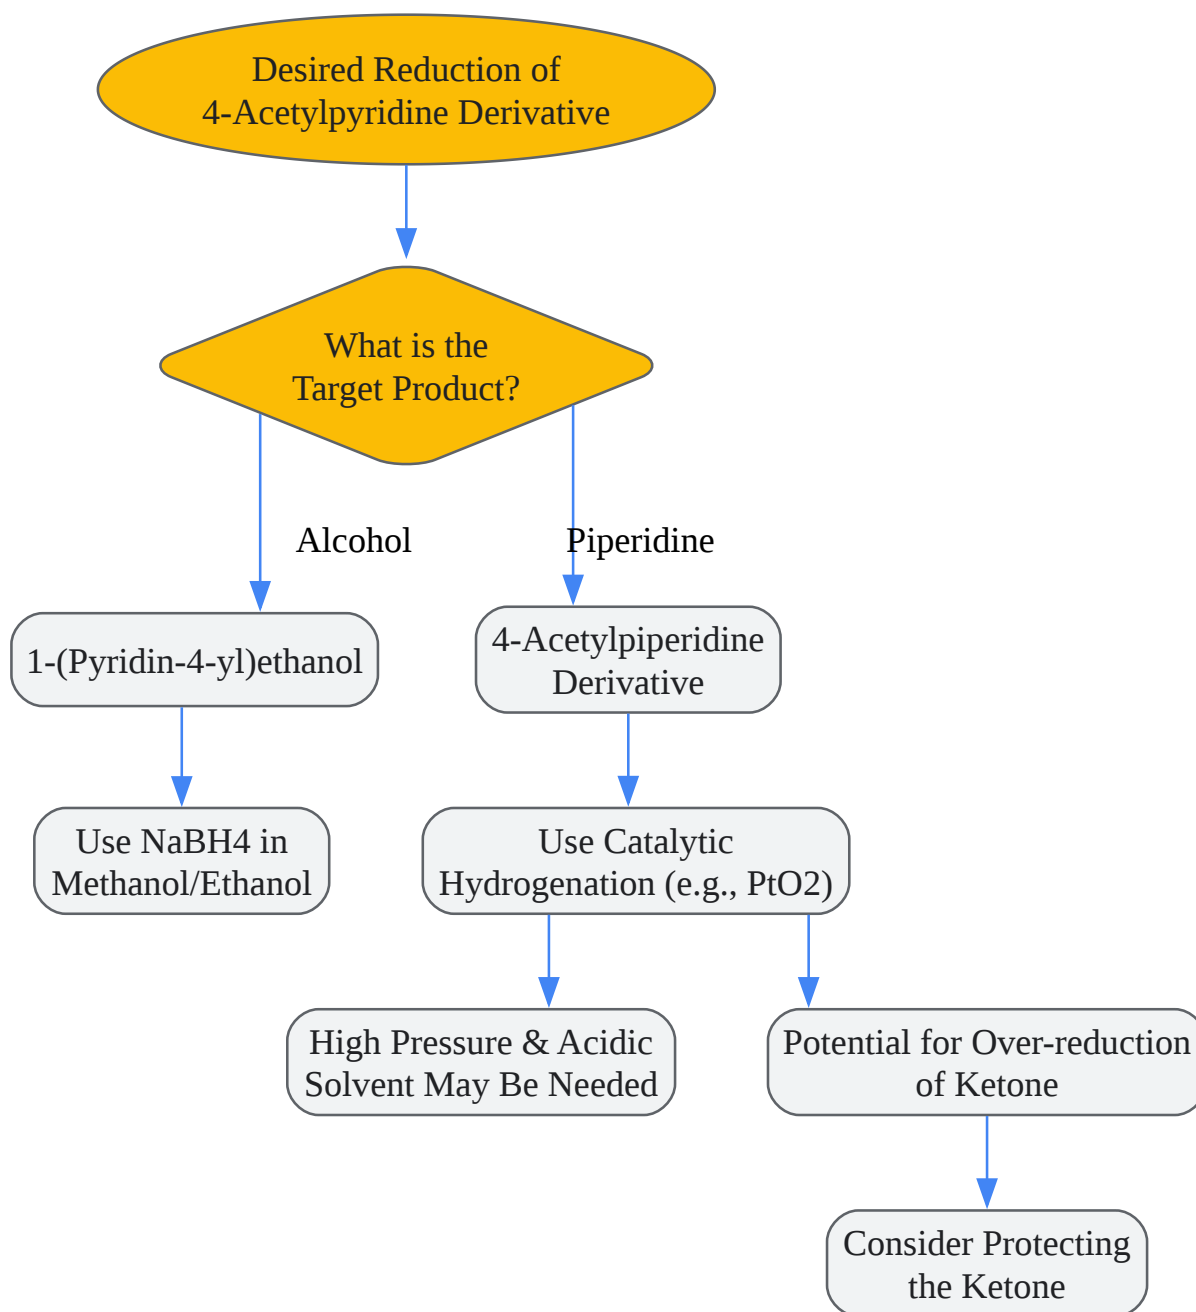 Desired Reduction of
4-Acetylpyridine Derivative
What is the
Target Product?
Alcohol
Piperidine
1-(Pyridin-4-yl)ethanol
4-Acetylpiperidine
Derivative
Use NaBH4 in
Methanol/Ethanol
Use Catalytic
Hydrogenation (e.g., PtO2)
High Pressure & Acidic
Solvent May Be Needed
Potential for Over-reduction
of Ketone
Consider Protecting
the Ketone